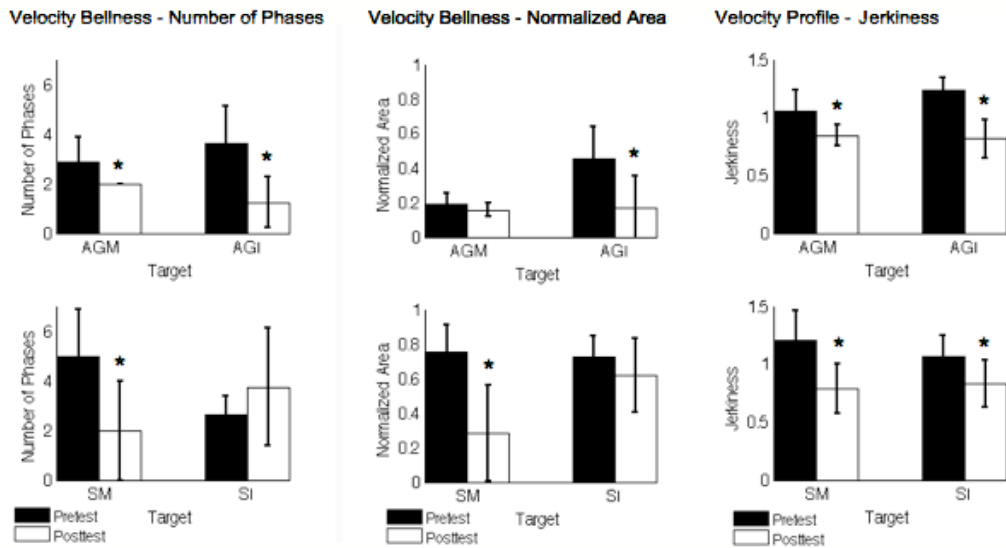 Velocity Bellness - Number of Phases
Velocity Bellness - Normalized Area
Velocity Profile - Jerkiness
Number of Phases
6
4
2
0
*
*
AGM
AGI
Target
Normalized Area
1
0.8
0.6
0.4
0.2
0
*
AGM
AGI
Target
Jerkiness
1.5
1
0.5
0
*
*
AGM
AGI
Target
Number of Phases
6
4
2
0
*
SM
SI
Target
Pretest
Posttest
Normalized Area
1
0.8
0.6
0.4
0.2
0
*
SM
SI
Target
Pretest
Posttest
Jerkiness
1.5
1
0.5
0
*
*
SM
SI
Target
Pretest
Posttest